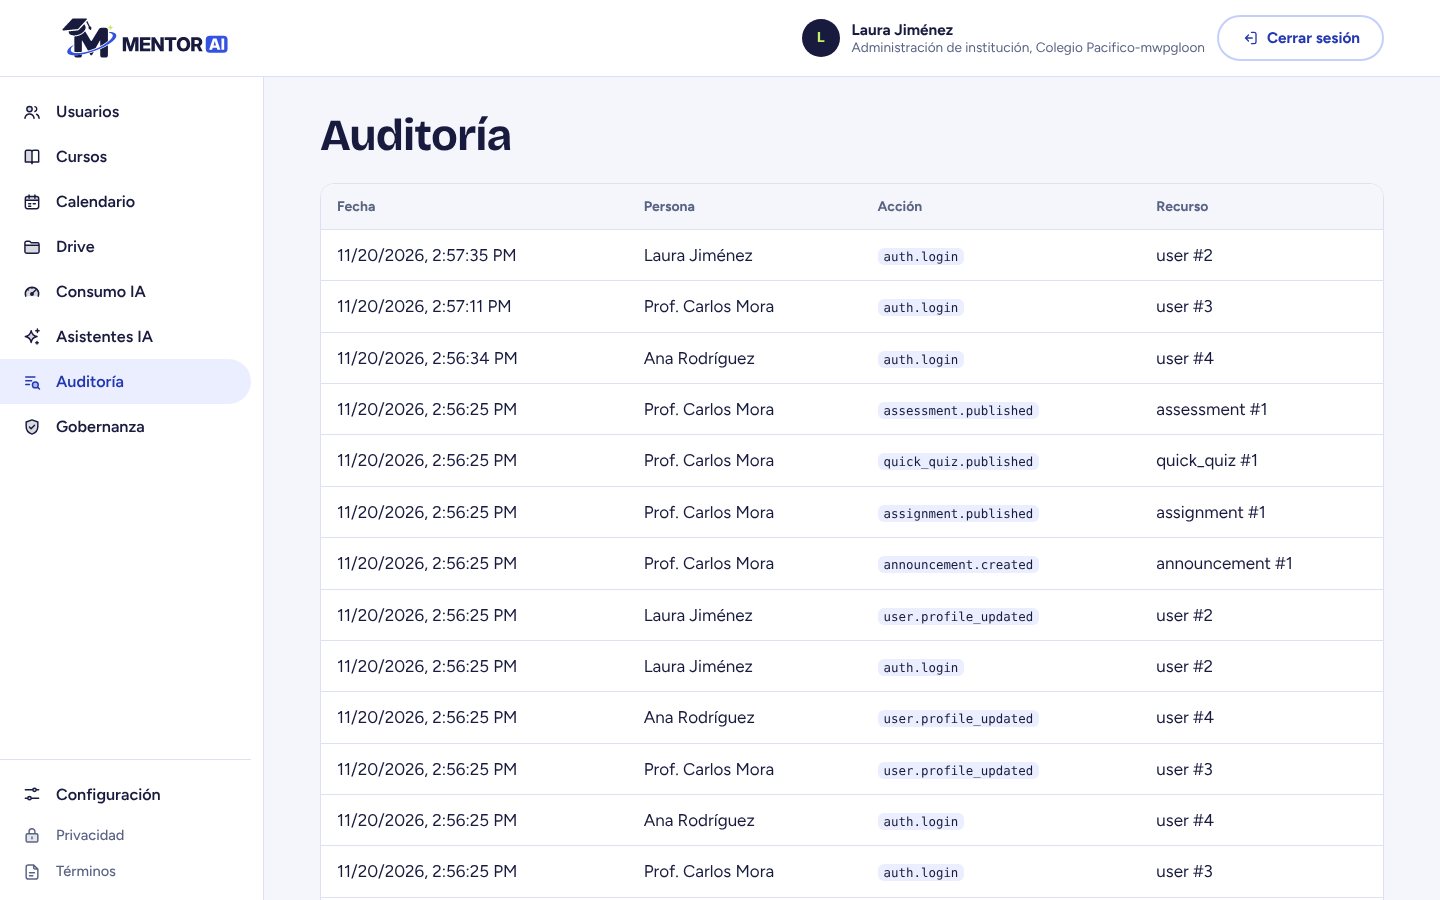 MENTOR AI
L
Laura Jiménez
Administración de institución, Colegio Pacifico-mwpgloon
Cerrar sesión
Usuarios
Cursos
Calendario
Drive
Consumo IA
Asistentes IA
Auditoría
Gobernanza
Configuración
Privacidad
Términos
Auditoría
Fecha Persona Acción Recurso
11/20/2026, 2:57:35 PM Laura Jiménez auth.login user #2
11/20/2026, 2:57:11 PM Prof. Carlos Mora auth.login user #3
11/20/2026, 2:56:34 PM Ana Rodríguez auth.login user #4
11/20/2026, 2:56:25 PM Prof. Carlos Mora assessment.published assessment #1
11/20/2026, 2:56:25 PM Prof. Carlos Mora quick_quiz.published quick_quiz #1
11/20/2026, 2:56:25 PM Prof. Carlos Mora assignment.published assignment #1
11/20/2026, 2:56:25 PM Prof. Carlos Mora announcement.created announcement #1
11/20/2026, 2:56:25 PM Laura Jiménez user.profile_updated user #2
11/20/2026, 2:56:25 PM Laura Jiménez auth.login user #2
11/20/2026, 2:56:25 PM Ana Rodríguez user.profile_updated user #4
11/20/2026, 2:56:25 PM Prof. Carlos Mora user.profile_updated user #3
11/20/2026, 2:56:25 PM Ana Rodríguez auth.login user #4
11/20/2026, 2:56:25 PM Prof. Carlos Mora auth.login user #3